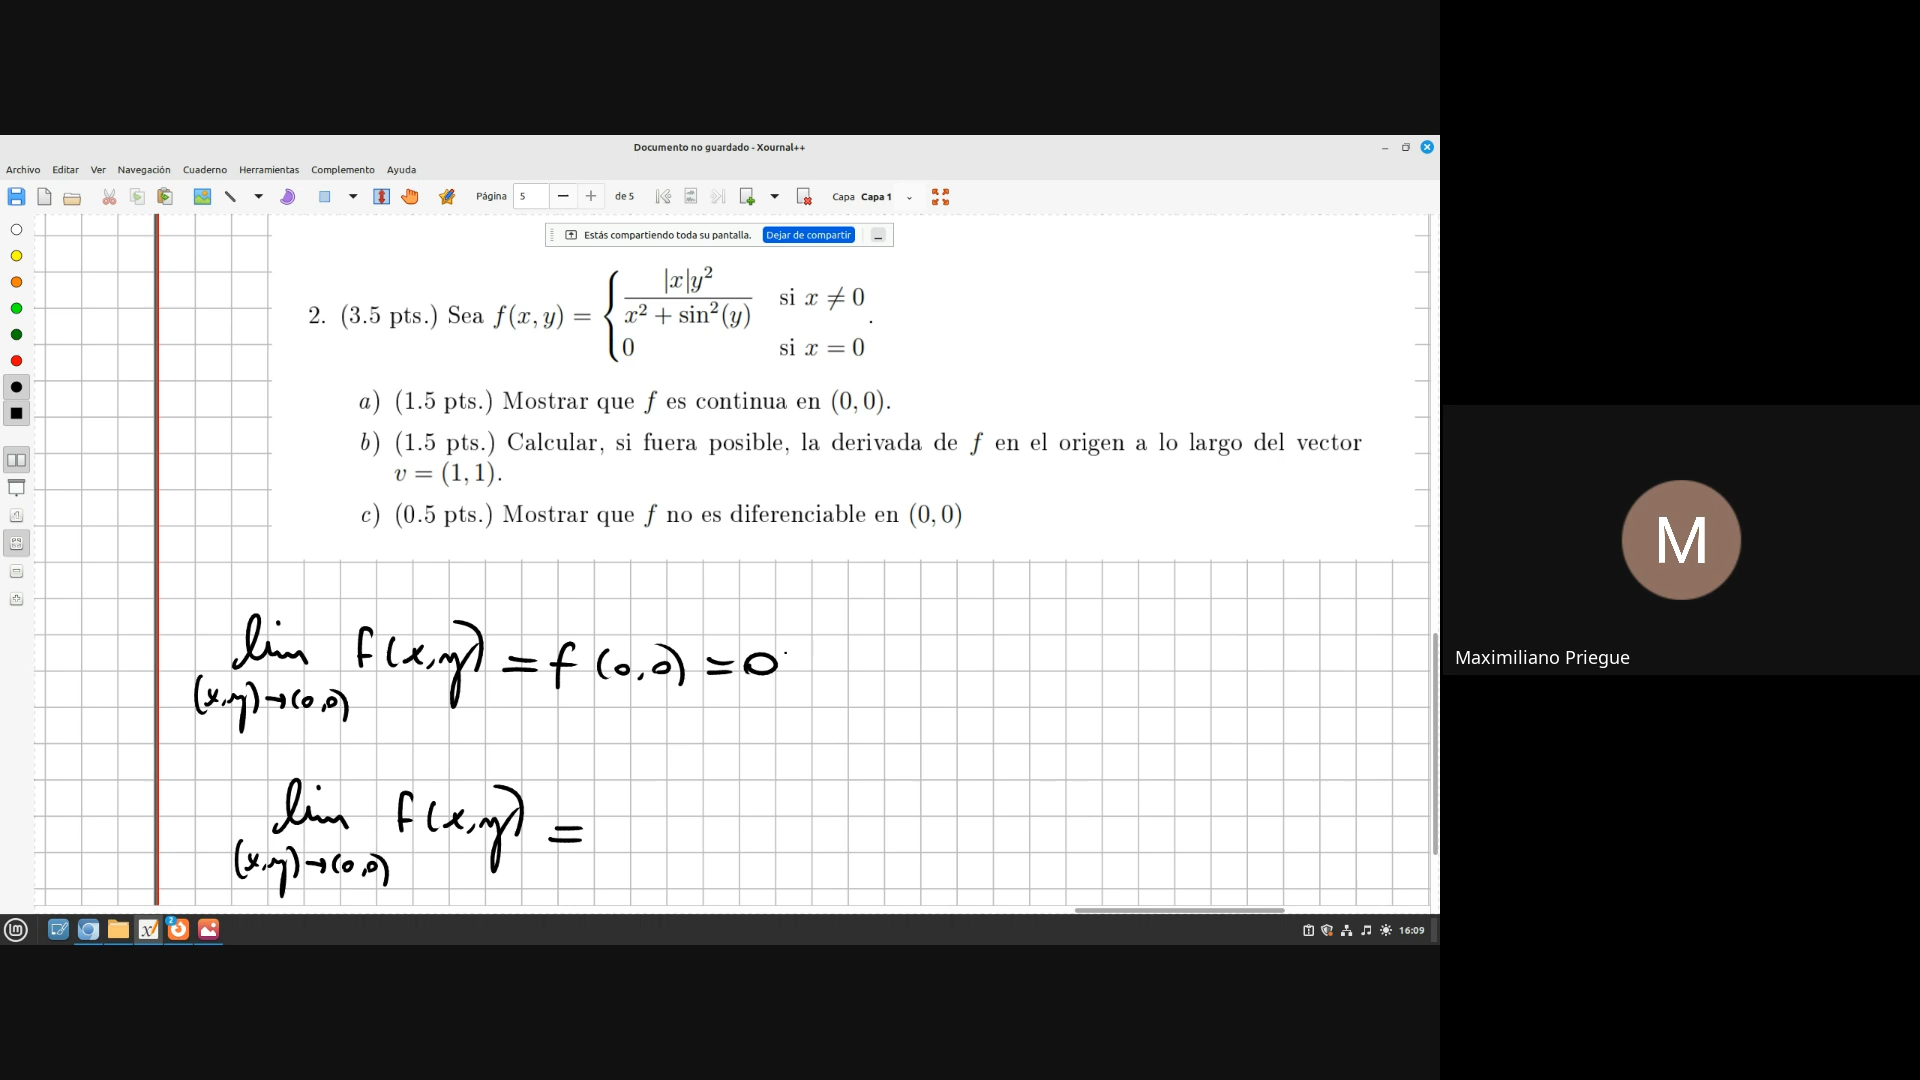 Documento no guardado - Xournal++
Archivo Editar Ver Navegación Cuaderno Herramientas Complemento Ayuda
Página 5 de 5 Capa Capa 1
Estás compartiendo toda su pantalla. Dejar de compartir
2. (3.5 pts.) Sea f(x, y) = { |x|y² / (x² + sin²(y)) si x ≠ 0
0 si x = 0 .
a) (1.5 pts.) Mostrar que f es continua en (0, 0).
b) (1.5 pts.) Calcular, si fuera posible, la derivada de f en el origen a lo largo del vector
v = (1, 1).
c) (0.5 pts.) Mostrar que f no es diferenciable en (0, 0)
lim f(x,y) = f(0,0) = 0
(x,y)→(0,0)
lim f(x,y) =
(x,y)→(0,0)
M
Maximiliano Priegue
2
16:09